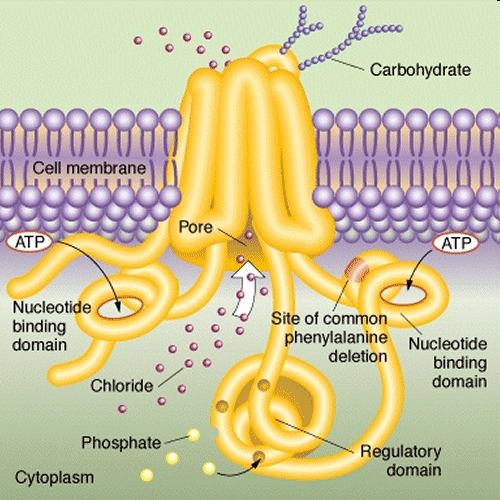 Carbohydrate
Cell membrane
Pore
ATP
ATP
Nucleotide
binding
domain
Site of common
phenylalanine
deletion
Nucleotide
binding
domain
Chloride
Phosphate
Regulatory
domain
Cytoplasm